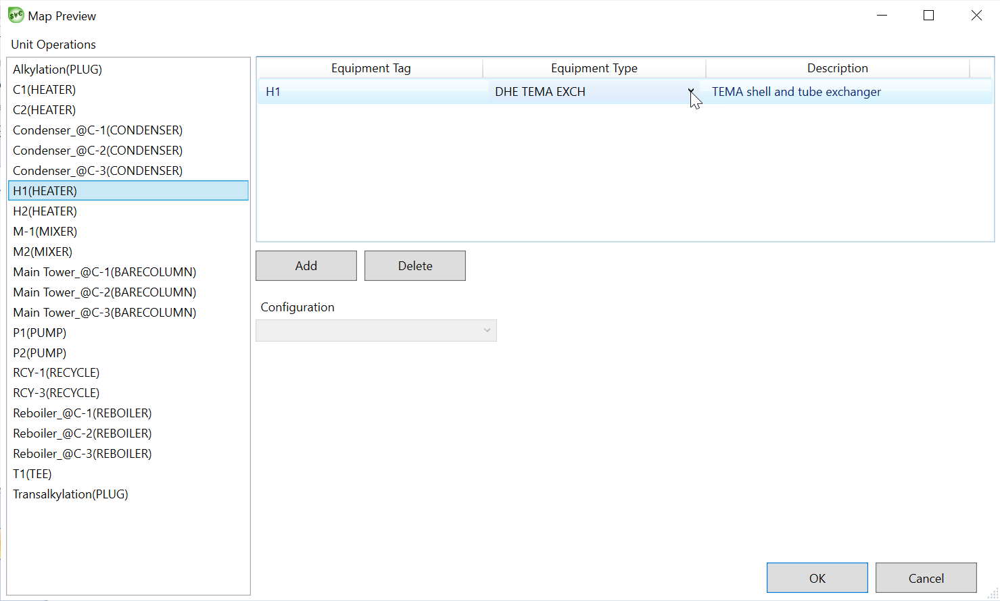 Map Preview
Unit Operations
Alkylation(PLUG)
C1(HEATER)
C2(HEATER)
Condenser_@C-1(CONDENSER)
Condenser_@C-2(CONDENSER)
Condenser_@C-3(CONDENSER)
H1(HEATER)
H2(HEATER)
M-1(MIXER)
M2(MIXER)
Main Tower_@C-1(BARECOLUMN)
Main Tower_@C-2(BARECOLUMN)
Main Tower_@C-3(BARECOLUMN)
P1(PUMP)
P2(PUMP)
RCY-1(RECYCLE)
RCY-3(RECYCLE)
Reboiler_@C-1(REBOILER)
Reboiler_@C-2(REBOILER)
Reboiler_@C-3(REBOILER)
T1(TEE)
Transalkylation(PLUG)
Equipment Tag Equipment Type Description
H1 DHE TEMA EXCH TEMA shell and tube exchanger
Add Delete
Configuration
OK Cancel